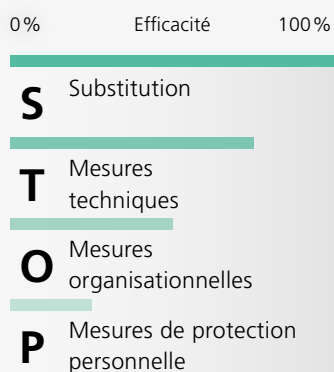 0% Efficacité 100%
S Substitution
T Mesures
techniques
O Mesures
organisationnelles
P Mesures de protection
personnelle